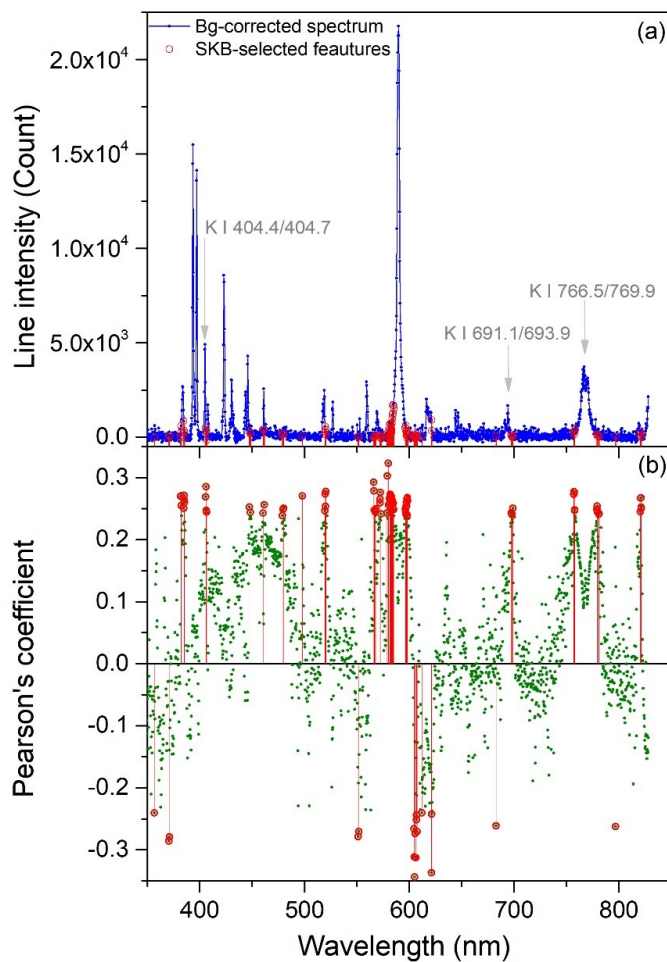 Bg-corrected spectrum
SKB-selected feautures
(a)
2.0x10⁴
1.5x10⁴
1.0x10⁴
5.0x10³
0.0
Line intensity (Count)
K I 404.4/404.7
K I 691.1/693.9
K I 766.5/769.9
(b)
0.3
0.2
0.1
0.0
-0.1
-0.2
-0.3
Pearson's coefficient
400 500 600 700 800
Wavelength (nm)